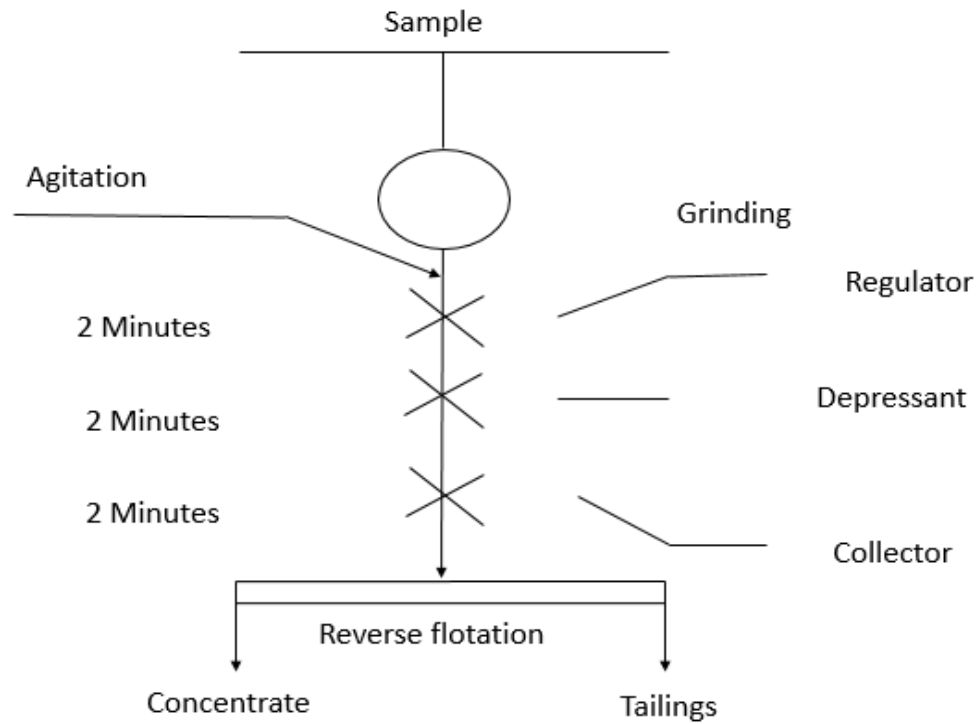 Sample
Agitation
Grinding
Regulator
2 Minutes
Depressant
2 Minutes
2 Minutes
Collector
Reverse flotation
Concentrate
Tailings